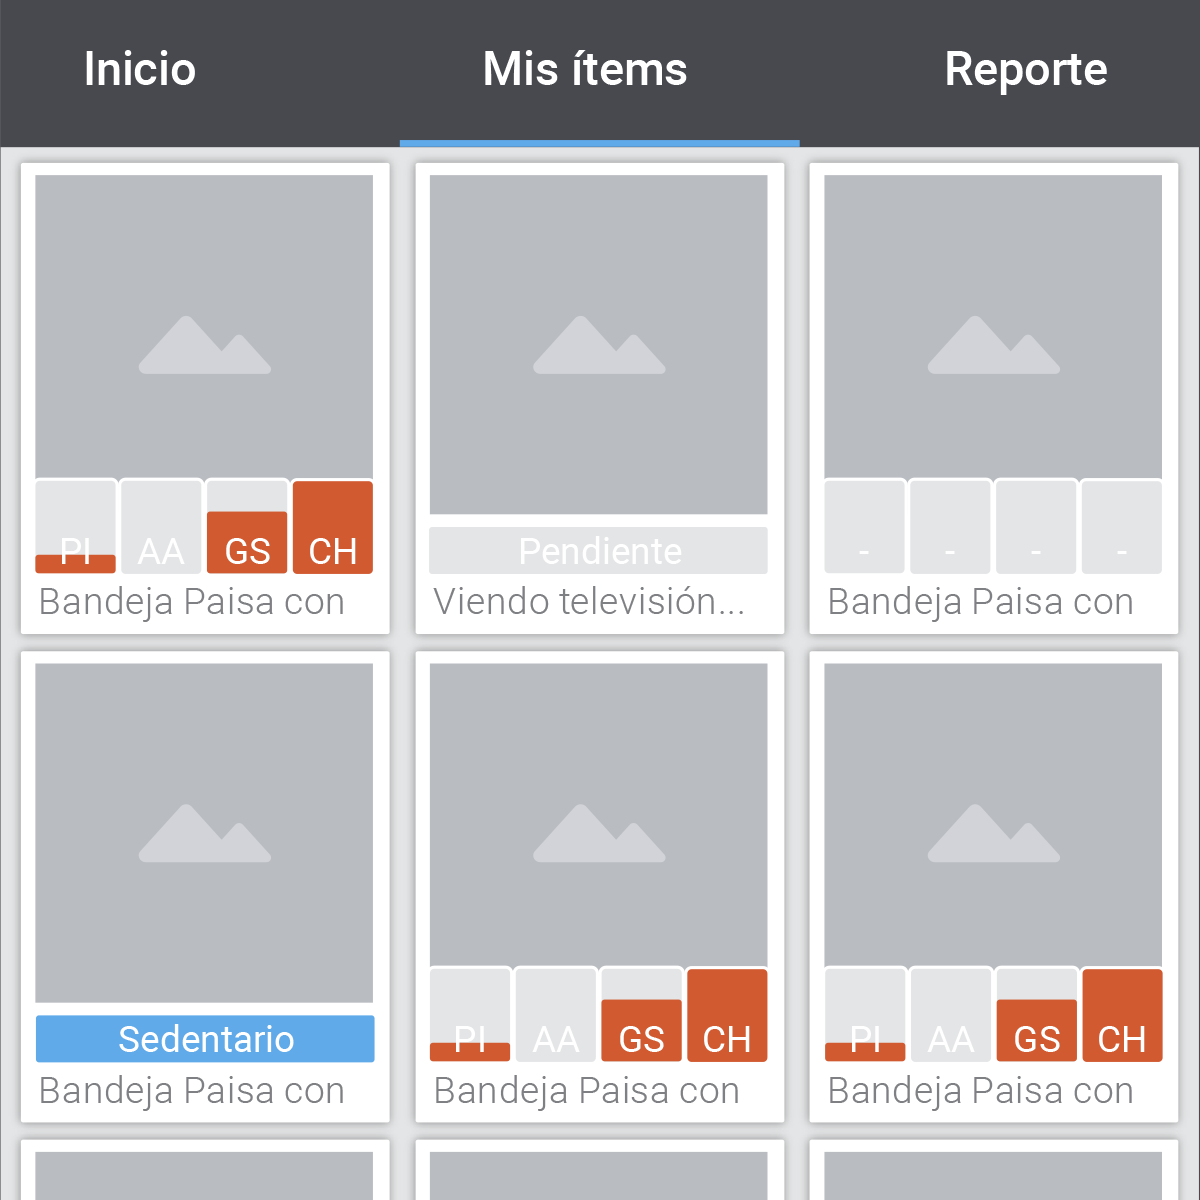 Inicio Mis ítems Reporte
PI AA GS CH
Bandeja Paisa con
Pendiente
Viendo televisión...
- - - -
Bandeja Paisa con
Sedentario
Bandeja Paisa con
PI AA GS CH
Bandeja Paisa con
PI AA GS CH
Bandeja Paisa con